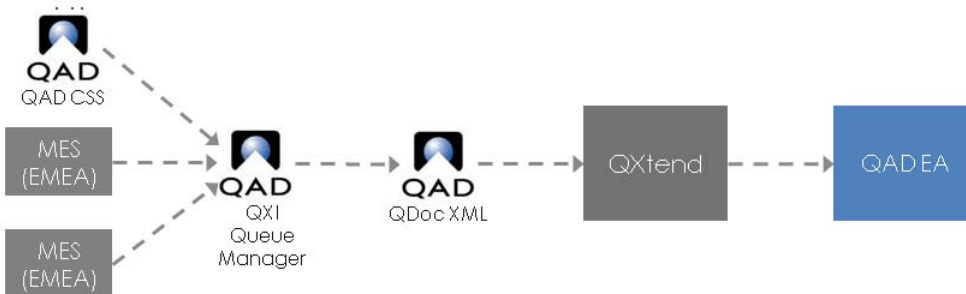 QAD
QAD CSS
MES
(EMEA)
MES
(EMEA)
QAD
QXI
Queue
Manager
QAD
QDoc XML
QXtend
QAD EA